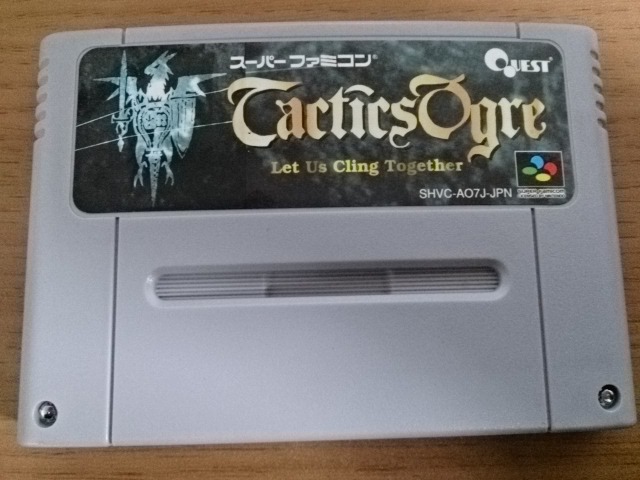 スーパーファミコン®
QUEST®
TacticsOgre
Let Us Cling Together
SHVC-AO7J-JPN